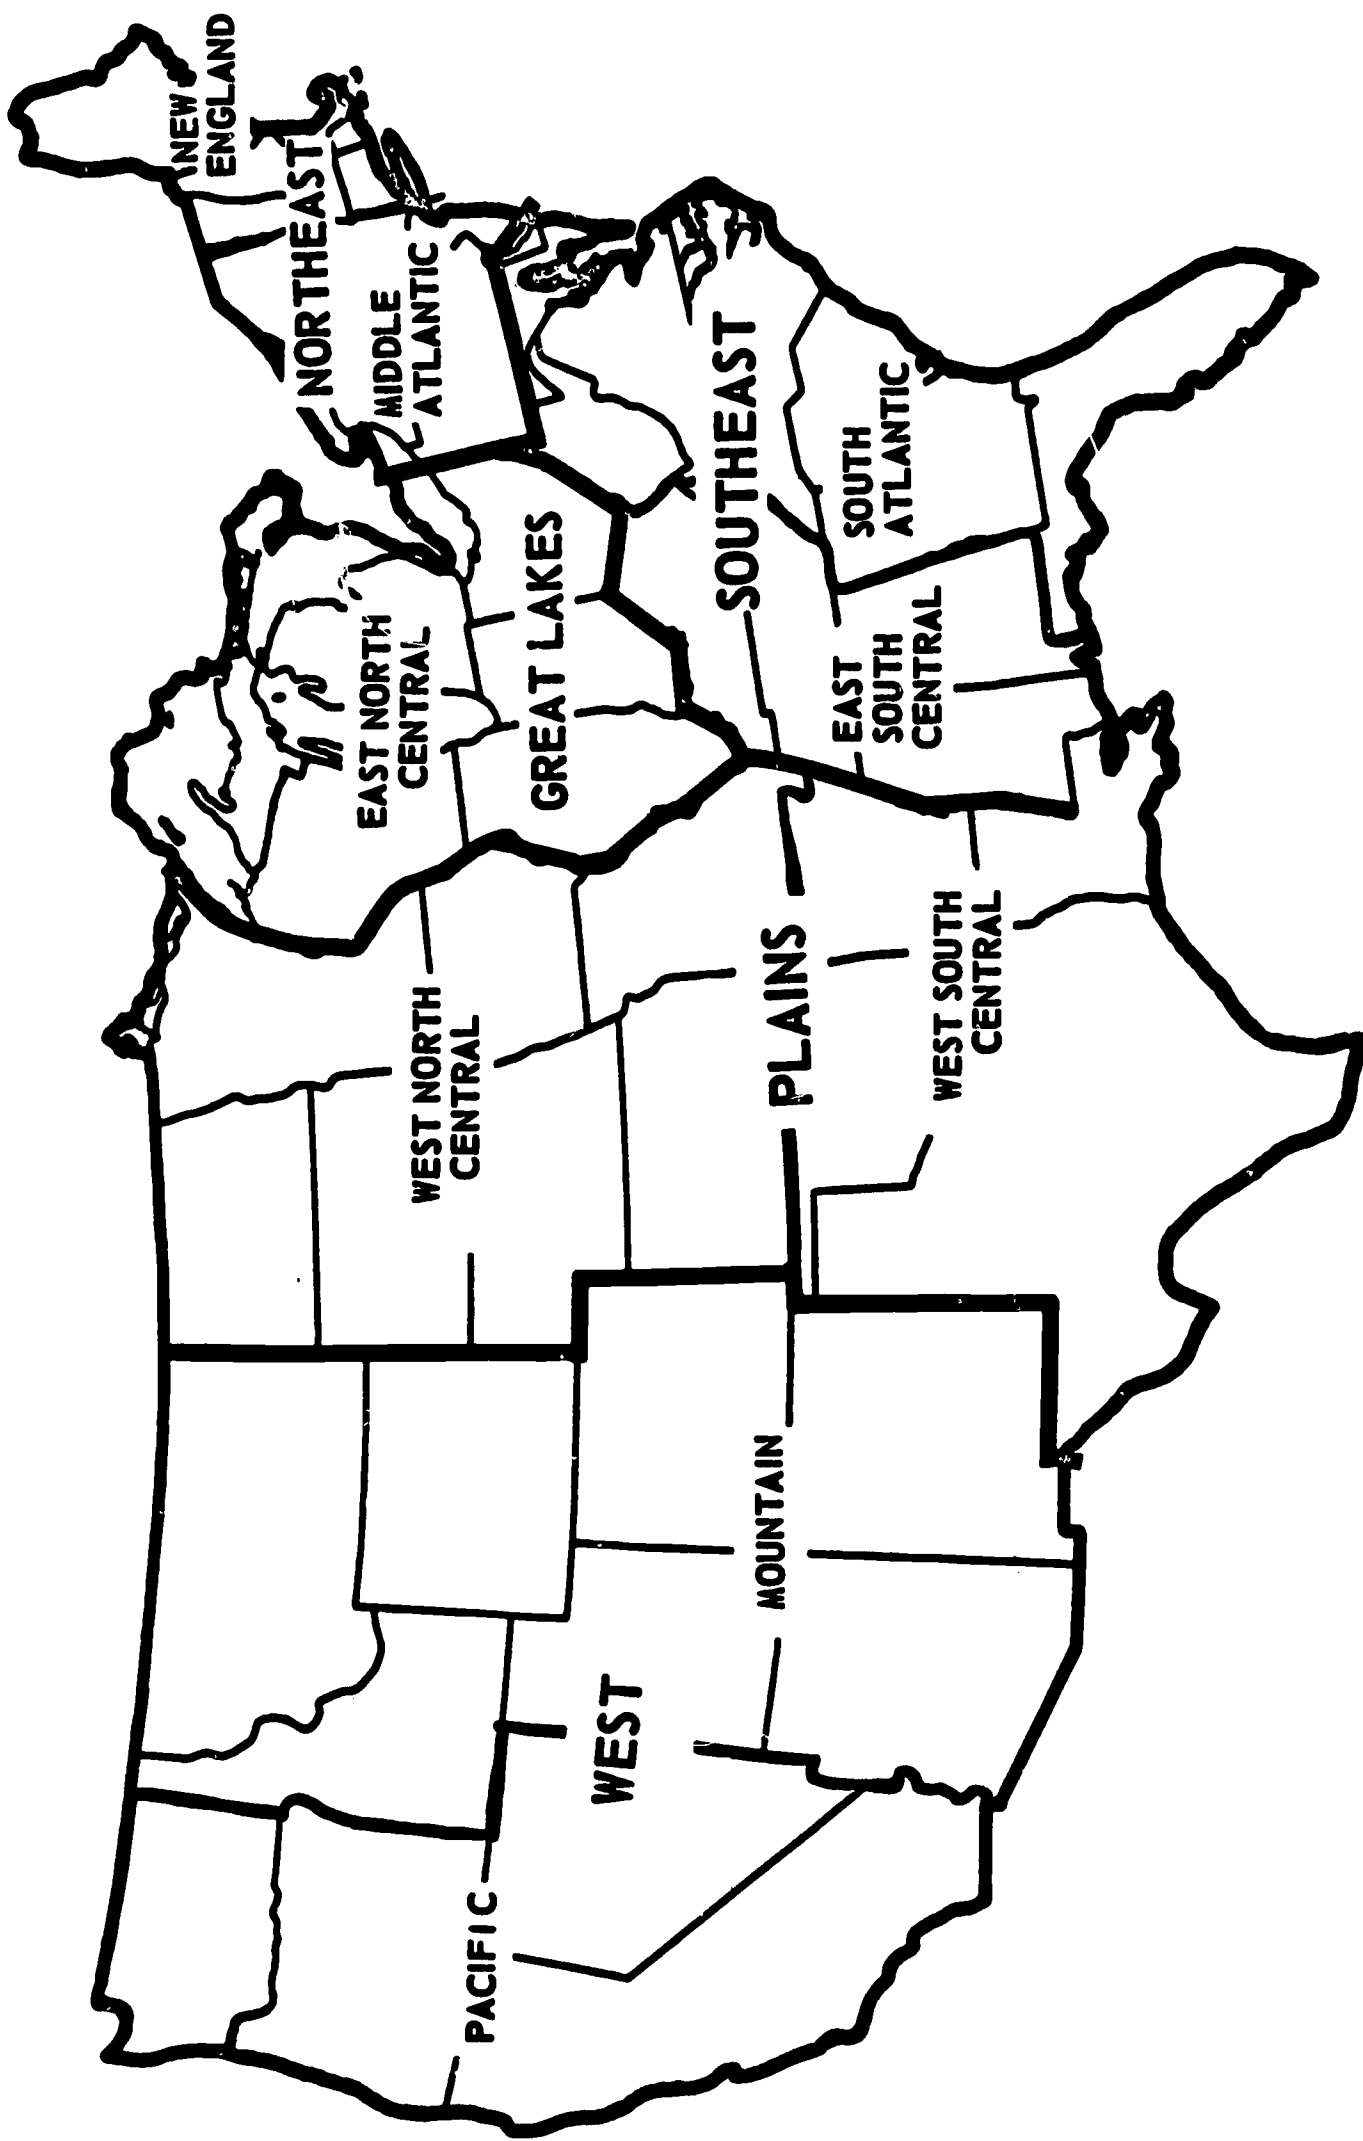 NEW
ENGLAND
NORTHEAST
MIDDLE
ATLANTIC
EAST NORTH
CENTRAL
GREAT LAKES
WEST NORTH
CENTRAL
PACIFIC
WEST
MOUNTAIN
PLAINS
SOUTHEAST
SOUTH
ATLANTIC
EAST
SOUTH
CENTRAL
WEST SOUTH
CENTRAL